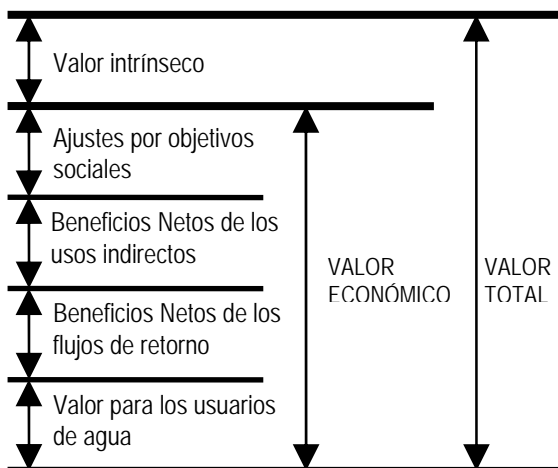 Valor intrínseco
Ajustes por objetivos
sociales
Beneficios Netos de los
usos indirectos
Beneficios Netos de los
flujos de retorno
Valor para los usuarios
de agua
VALOR
ECONÓMICO
VALOR
TOTAL